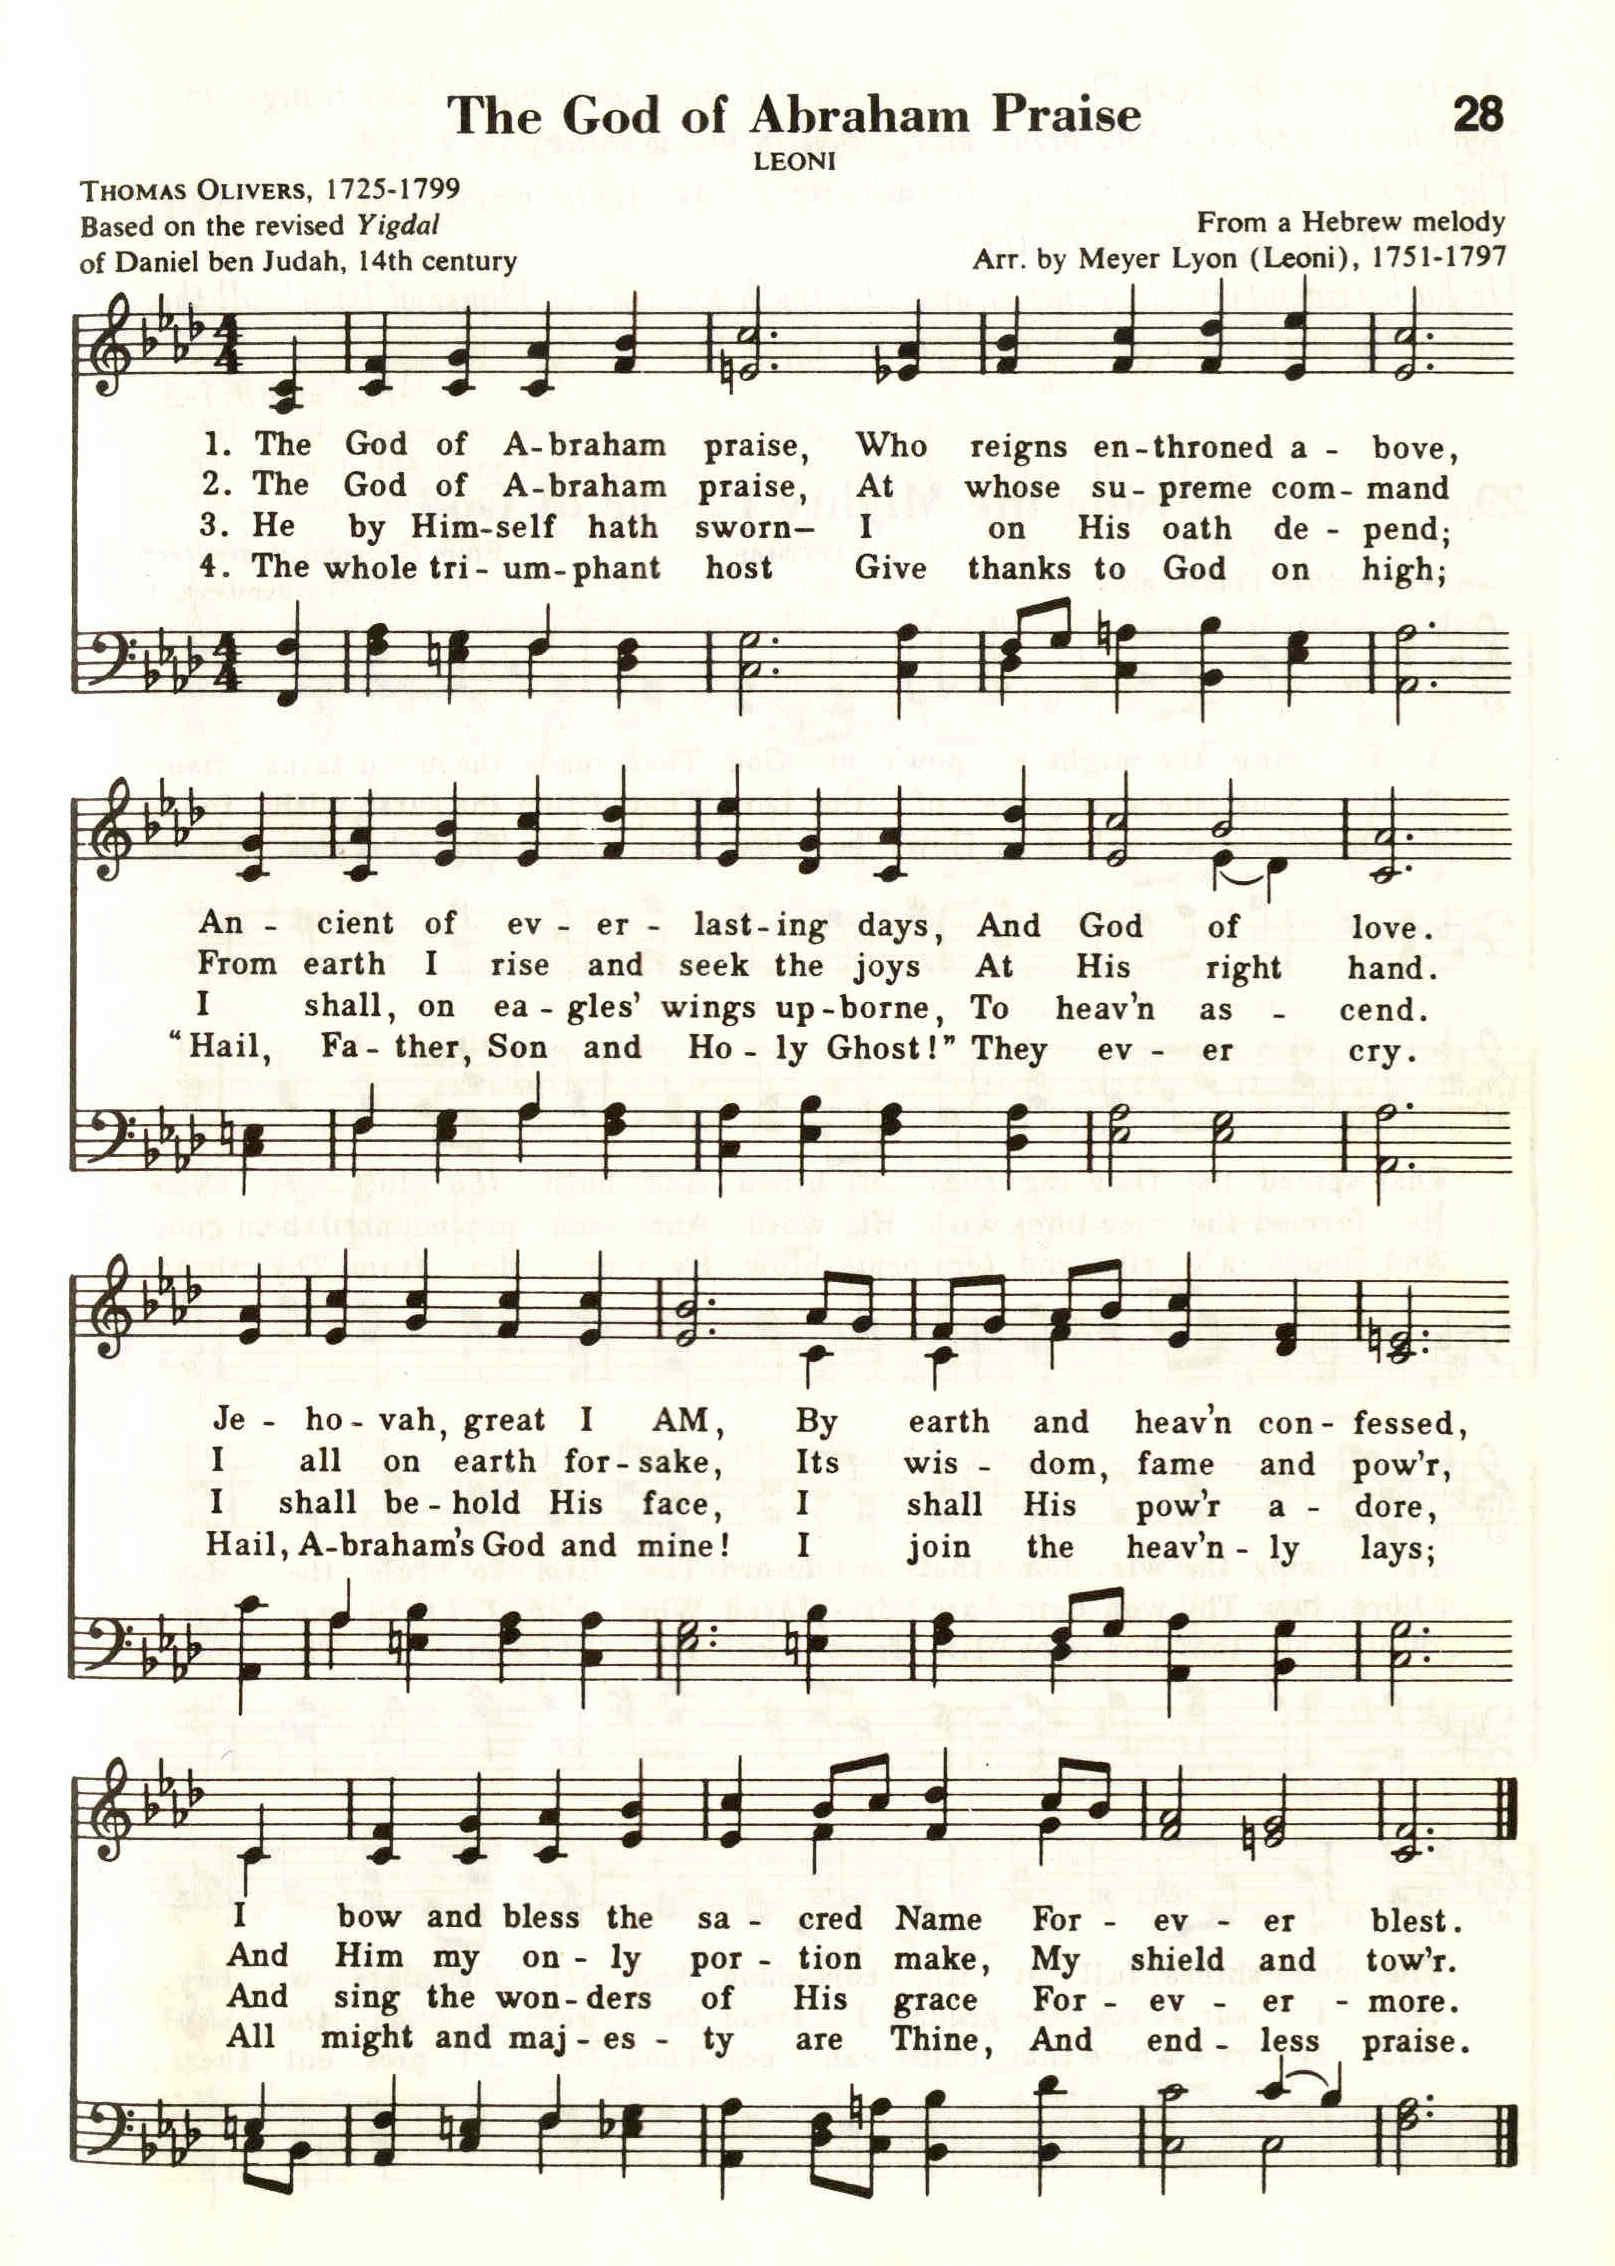 The God of Abraham Praise 28
LEONI
THOMAS OLIVERS, 1725-1799
Based on the revised Yigdal
of Daniel ben Judah, 14th century
From a Hebrew melody
Arr. by Meyer Lyon (Leoni), 1751-1797
1. The God of A-braham praise, Who reigns en-throned a - bove,
2. The God of A-braham praise, At whose su-preme com-mand
3. He by Him-self hath sworn— I on His oath de - pend;
4. The whole tri-um-phant host Give thanks to God on high;
An - cient of ev - er - last-ing days, And God of love.
From earth I rise and seek the joys At His right hand.
I shall, on ea - gles' wings up-borne, To heav'n as - cend.
“Hail, Fa - ther, Son and Ho - ly Ghost!” They ev - er cry.
Je - ho - vah, great I AM, By earth and heav'n con - fessed,
I all on earth for-sake, Its wis - dom, fame and pow'r,
I shall be-hold His face, I shall His pow'r a - dore,
Hail, A-braham's God and mine! I join the heav'n - ly lays;
I bow and bless the sa - cred Name For - ev - er blest.
And Him my on - ly por - tion make, My shield and tow'r.
And sing the won-ders of His grace For - ev - er - more.
All might and maj - es - ty are Thine, And end - less praise.